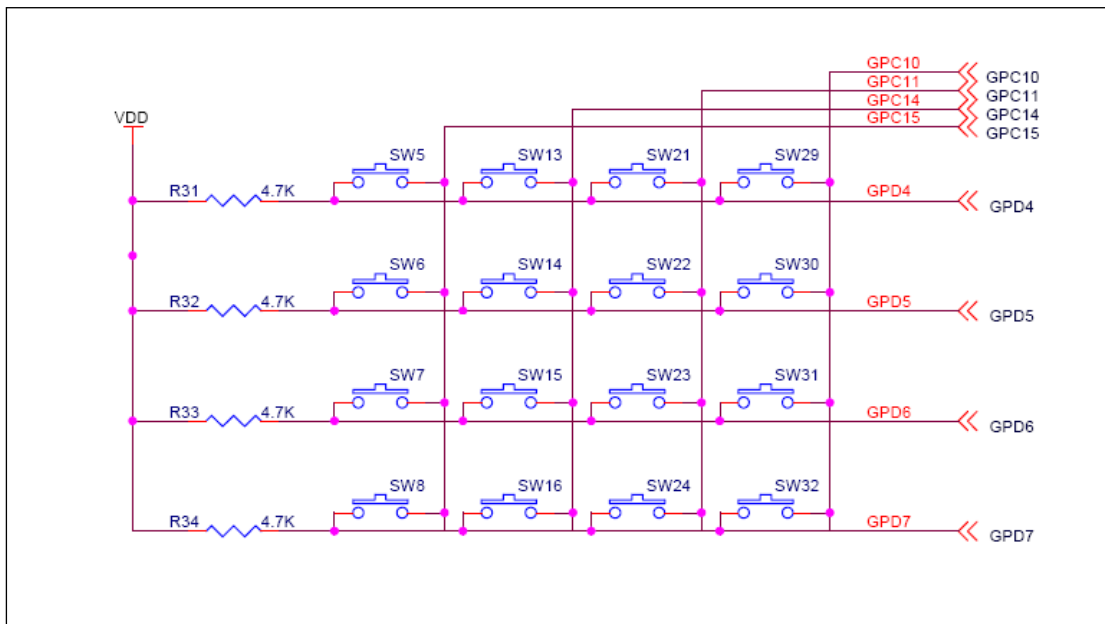 GPC10
GPC10
GPC11
GPC11
GPC14
GPC14
GPC15
GPC15
VDD
SW5 SW13 SW21 SW29
R31 4.7K GPD4 GPD4
SW6 SW14 SW22 SW30
R32 4.7K GPD5 GPD5
SW7 SW15 SW23 SW31
R33 4.7K GPD6 GPD6
SW8 SW16 SW24 SW32
R34 4.7K GPD7 GPD7